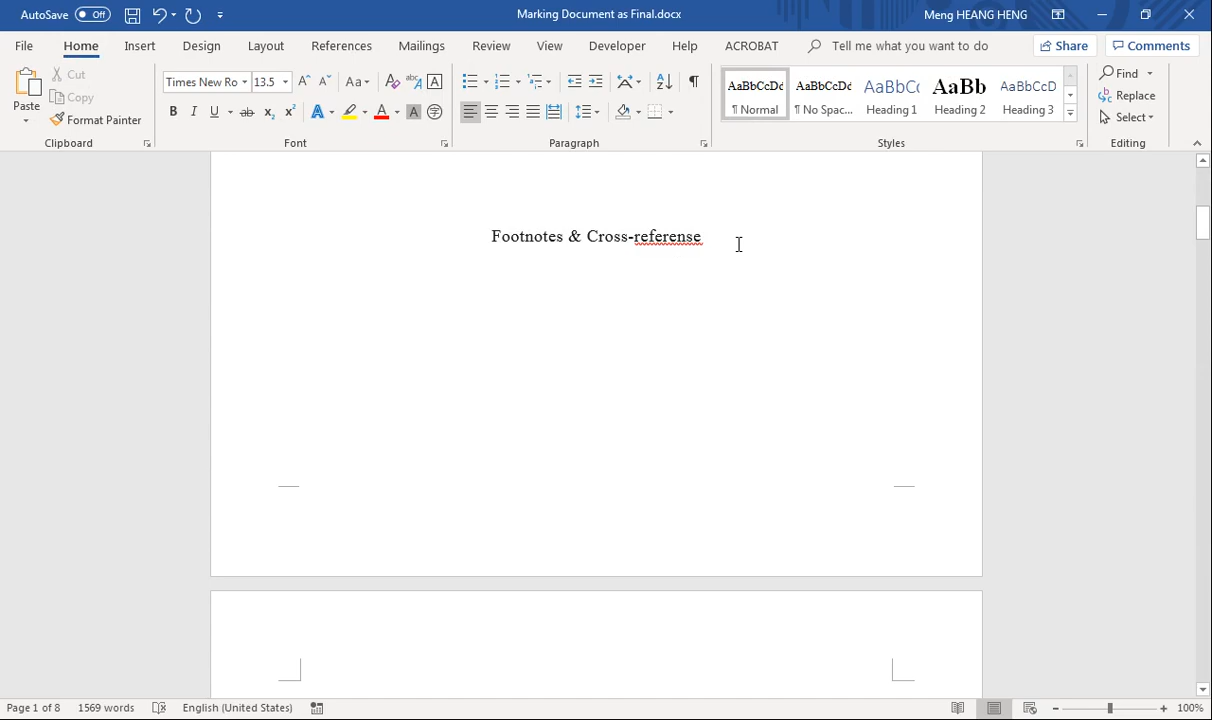 AutoSave Off Marking Document as Final.docx Meng HEANG HENG
File Home Insert Design Layout References Mailings Review View Developer Help ACROBAT Tell me what you want to do Share Comments
Paste
Cut
Copy
Format Painter
Clipboard
Times New Ro 13.5
Font
Paragraph
AaBbCcDd AaBbCcDd AaBbCc AaBb AaBbCcD
¶ Normal ¶ No Spac... Heading 1 Heading 2 Heading 3
Styles
Find
Replace
Select
Editing
Footnotes & Cross-referense
Page 1 of 8 1569 words English (United States) 100%